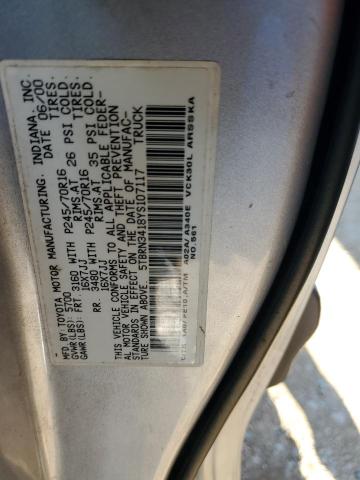 MFD. BY: TOYOTA MOTOR MANUFACTURING, INDIANA, INC.
DATE 06/00
GVWR(LBS): 5700
GAWR(LBS): FRT. 3160 WITH P245/70R16 TIRES.
16X7JJ RIMS, AT 26 PSI COLD.
RR. 3480 WITH P245/70R16 TIRES.
16X7JJ RIMS, AT 35 PSI COLD.
THIS VEHICLE CONFORMS TO ALL APPLICABLE FEDER-
AL MOTOR VEHICLE SAFETY AND THEFT PREVENTION
STANDARDS IN EFFECT ON THE DATE OF MANUFAC-
TURE SHOWN ABOVE.
5TBRN3418YS107117 TRUCK
A02A/A340E VCK30L ARSSKA
NO.561